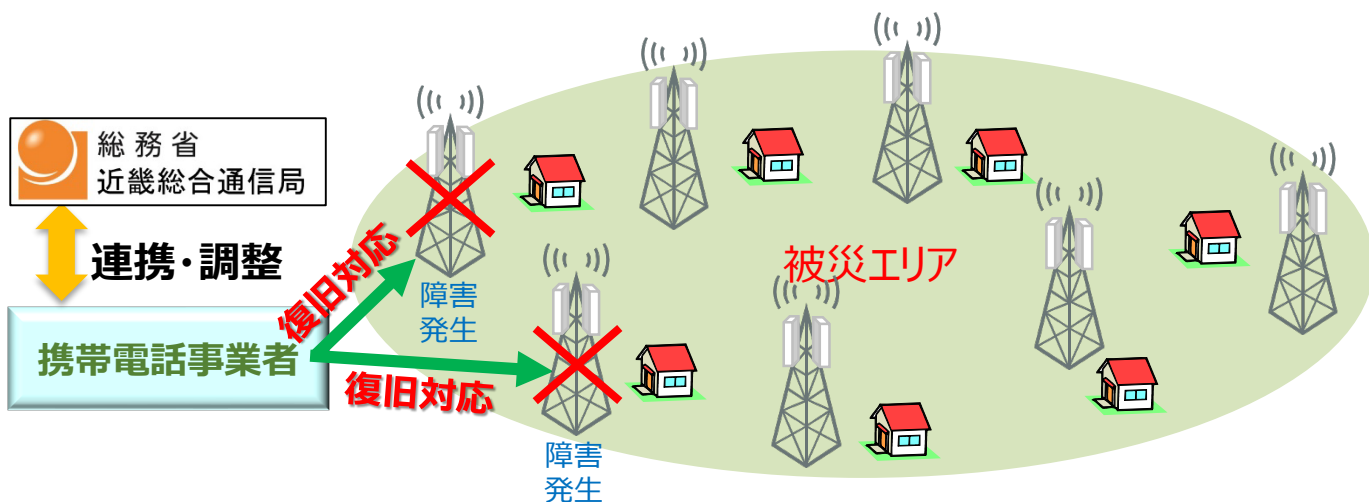 総務省
近畿総合通信局
連携・調整
携帯電話事業者
復旧対応
復旧対応
障害
発生
障害
発生
被災エリア